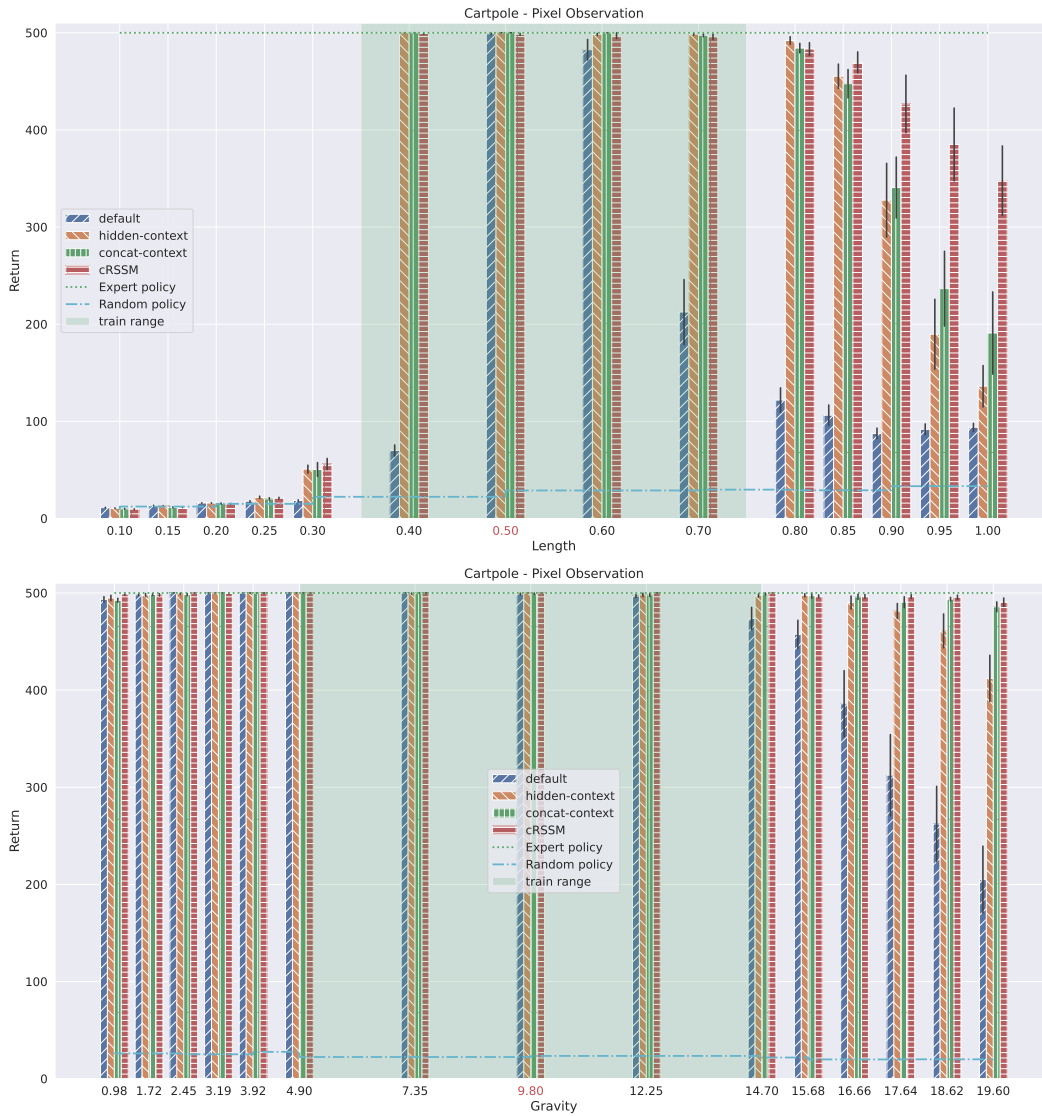 Cartpole - Pixel Observation
500
400
300
200
100
0
Return
default
hidden-context
concat-context
cRSSM
Expert policy
Random policy
train range
0.10 0.15 0.20 0.25 0.30 0.40 0.50 0.60 0.70 0.80 0.85 0.90 0.95 1.00
Length
Cartpole - Pixel Observation
500
400
300
200
100
0
Return
default
hidden-context
concat-context
cRSSM
Expert policy
Random policy
train range
0.98 1.72 2.45 3.19 3.92 4.90 7.35 9.80 12.25 14.70 15.68 16.66 17.64 18.62 19.60
Gravity